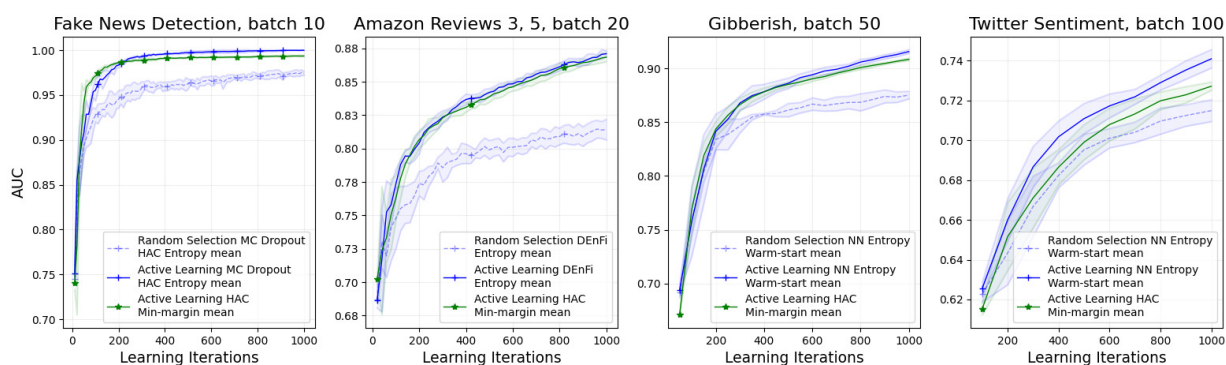 Fake News Detection, batch 10
AUC
1.00
0.95
0.90
0.85
0.80
0.75
0.70
Random Selection MC Dropout
HAC Entropy mean
Active Learning MC Dropout
HAC Entropy mean
Active Learning HAC
Min-margin mean
0 200 400 600 800 1000
Learning Iterations
Amazon Reviews 3, 5, batch 20
0.88
0.85
0.82
0.80
0.78
0.75
0.73
0.70
0.68
Random Selection DEnFi
Entropy mean
Active Learning DEnFi
Entropy mean
Active Learning HAC
Min-margin mean
0 200 400 600 800 1000
Learning Iterations
Gibberish, batch 50
0.90
0.85
0.80
0.75
0.70
Random Selection NN Entropy
Warm-start mean
Active Learning NN Entropy
Warm-start mean
Active Learning HAC
Min-margin mean
200 400 600 800 1000
Learning Iterations
Twitter Sentiment, batch 100
0.74
0.72
0.70
0.68
0.66
0.64
0.62
Random Selection NN Entropy
Warm-start mean
Active Learning NN Entropy
Warm-start mean
Active Learning HAC
Min-margin mean
200 400 600 800 1000
Learning Iterations